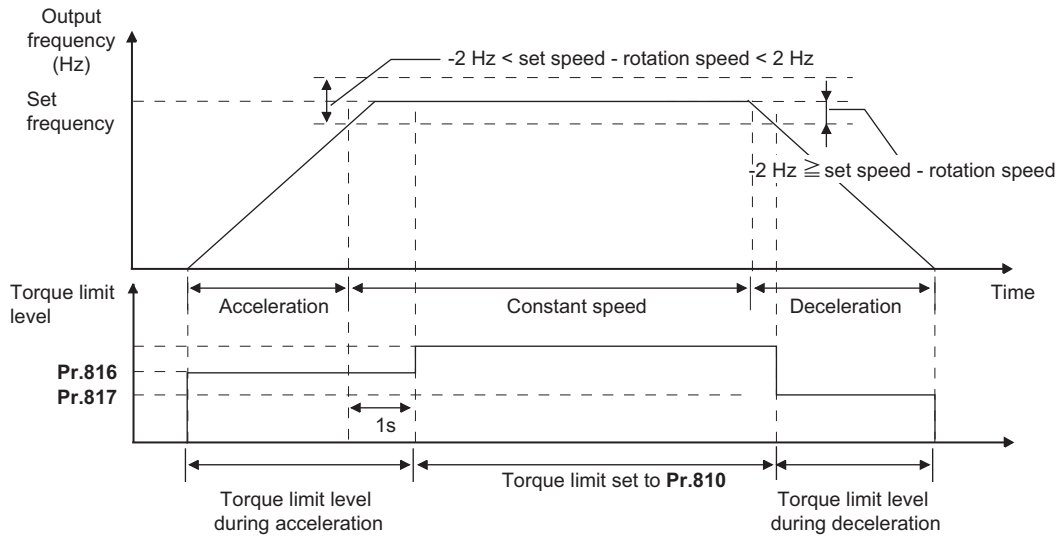 Output
frequency
(Hz)
-2 Hz < set speed - rotation speed < 2 Hz
Set
frequency
-2 Hz ≧ set speed - rotation speed
Time
Acceleration
Constant speed
Deceleration
Torque limit
level
Pr.816
Pr.817
1s
Torque limit level
during acceleration
Torque limit set to Pr.810
Torque limit level
during deceleration